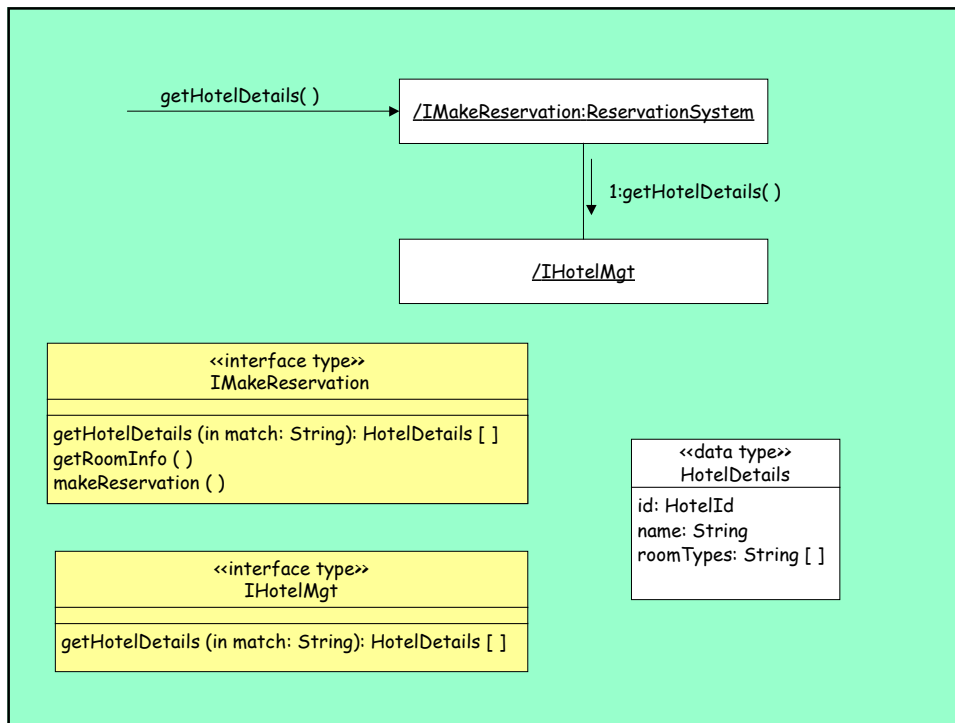 getHotelDetails( )
/IMakeReservation:ReservationSystem
1:getHotelDetails( )
/IHotelMgt
«interface type»
IMakeReservation
getHotelDetails (in match: String): HotelDetails [ ]
getRoomInfo ( )
makeReservation ( )
«data type»
HotelDetails
id: HotelId
name: String
roomTypes: String [ ]
«interface type»
IHotelMgt
getHotelDetails (in match: String): HotelDetails [ ]